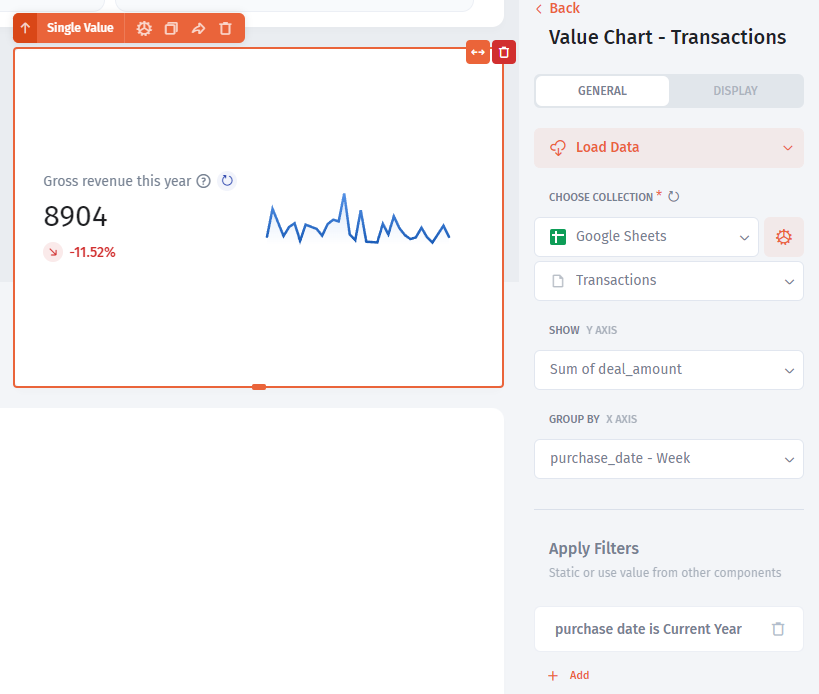 Single Value
Gross revenue this year
8904
-11.52%
Back
Value Chart - Transactions
GENERAL
DISPLAY
Load Data
CHOOSE COLLECTION *
Google Sheets
Transactions
SHOW Y AXIS
Sum of deal_amount
GROUP BY X AXIS
purchase_date - Week
Apply Filters
Static or use value from other components
purchase date is Current Year
+ Add